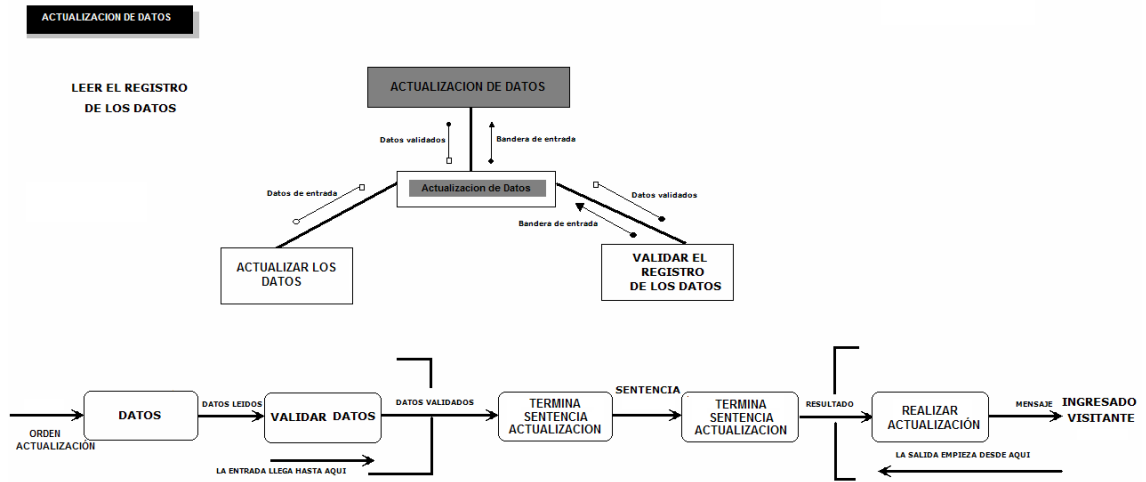 ACTUALIZACION DE DATOS
LEER EL REGISTRO
DE LOS DATOS
ACTUALIZACION DE DATOS
Datos validados
Bandera de entrada
Actualizacion de Datos
Datos de entrada
Datos validados
Bandera de entrada
ACTUALIZAR LOS
DATOS
VALIDAR EL
REGISTRO
DE LOS DATOS
ORDEN
ACTUALIZACIÓN
DATOS
DATOS LEIDOS
VALIDAR DATOS
DATOS VALIDADOS
LA ENTRADA LLEGA HASTA AQUI
TERMINA
SENTENCIA
ACTUALIZACION
SENTENCIA
TERMINA
SENTENCIA
ACTUALIZACION
RESULTADO
REALIZAR
ACTUALIZACIÓN
MENSAJE
INGRESADO
VISITANTE
LA SALIDA EMPIEZA DESDE AQUI